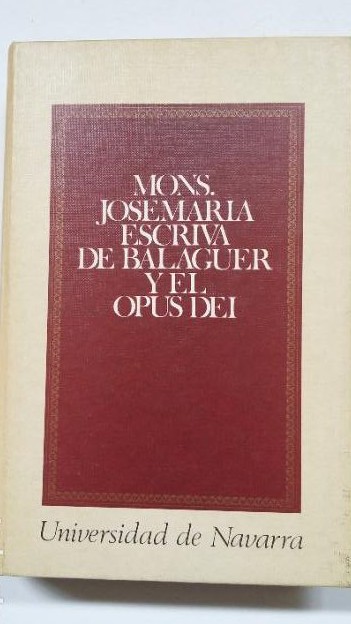 MONS.
JOSEMARIA
ESCRIVA
DE BALAGUER
Y EL
OPUS DEI
Universidad de Navarra